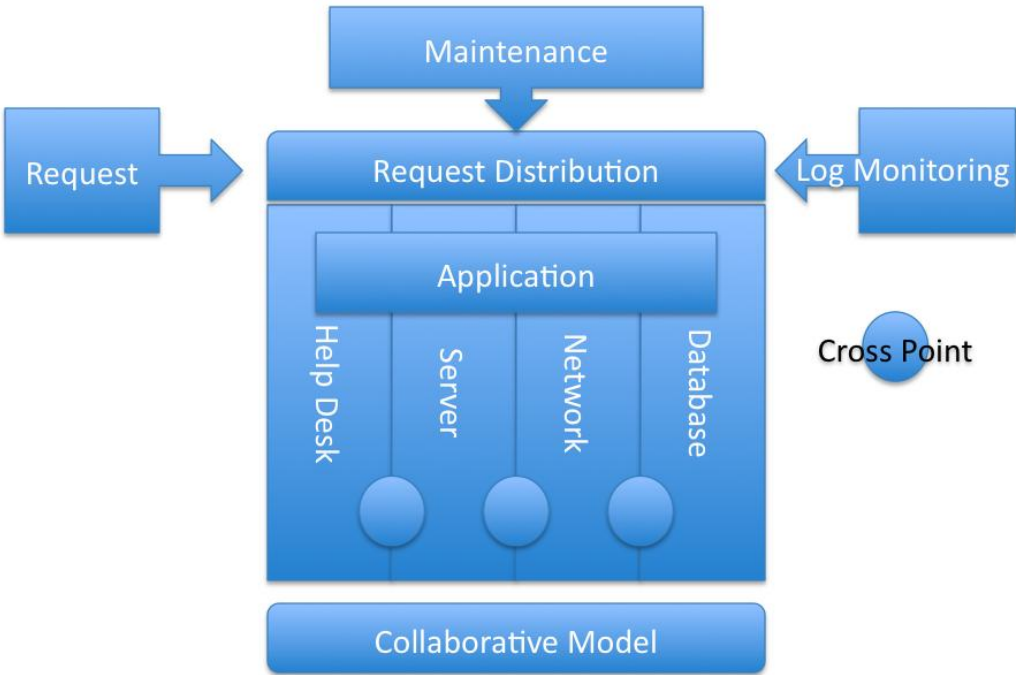 Maintenance
Request
Request Distribution
Log Monitoring
Application
Help Desk
Server
Network
Database
Cross Point
Collaborative Model